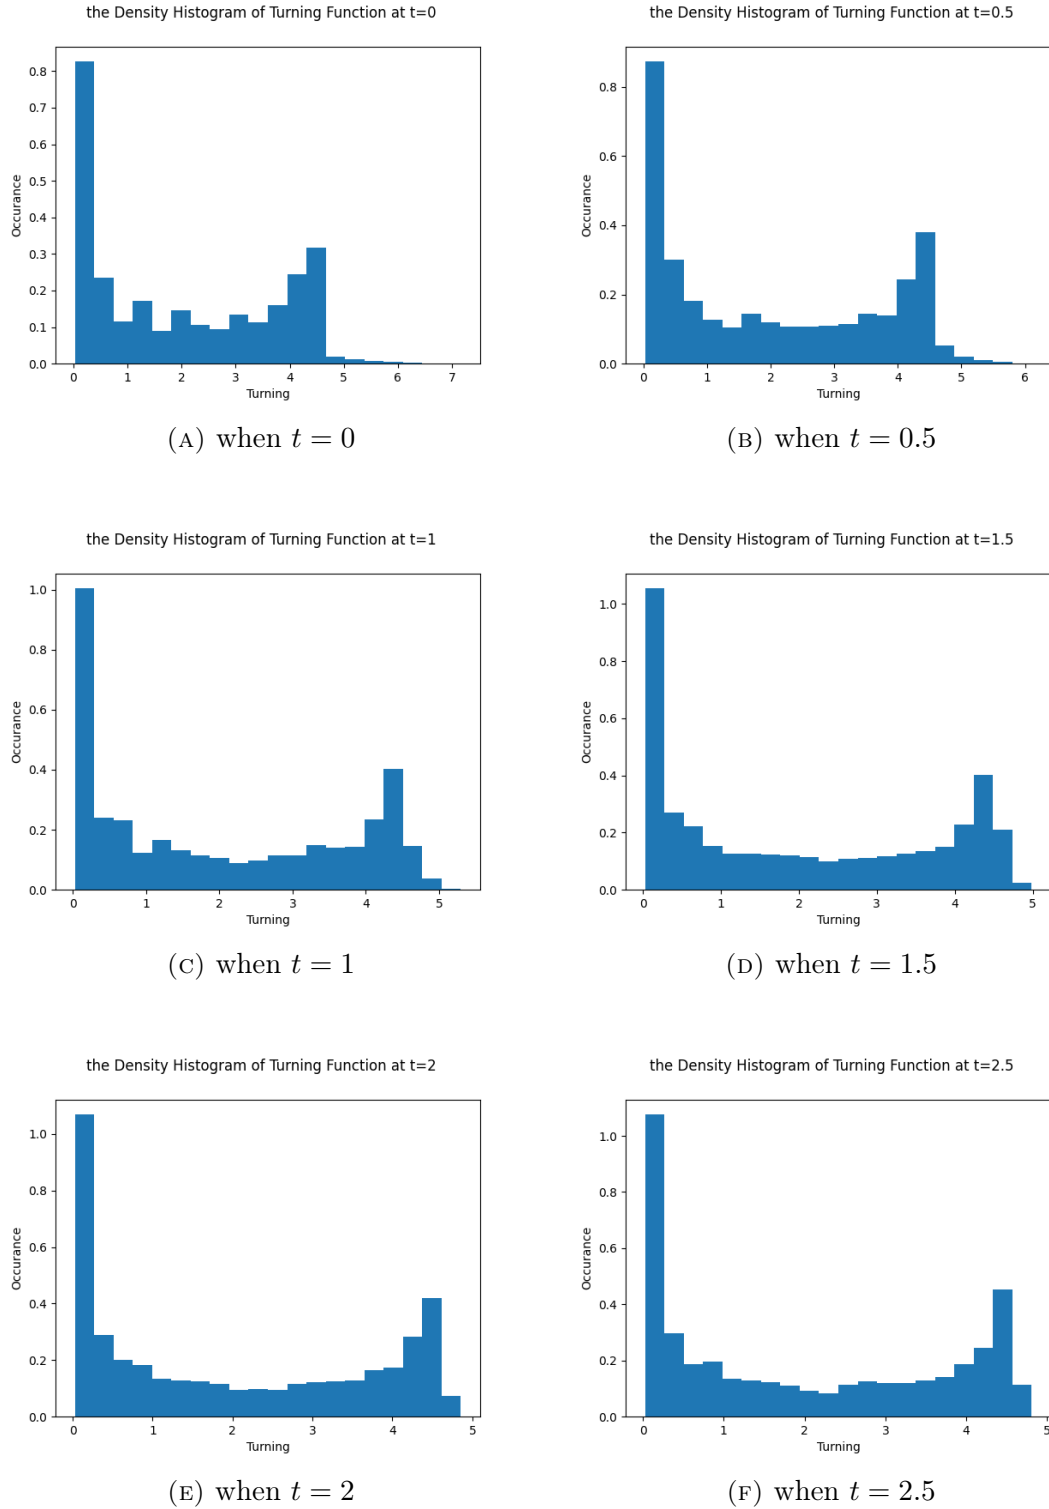 the Density Histogram of Turning Function at t=0
0.8
0.7
0.6
0.5
0.4
0.3
0.2
0.1
0.0
Occurance
0 1 2 3 4 5 6 7
Turning
(A) when t = 0
the Density Histogram of Turning Function at t=0.5
0.8
0.6
0.4
0.2
0.0
Occurance
0 1 2 3 4 5 6
Turning
(B) when t = 0.5
the Density Histogram of Turning Function at t=1
1.0
0.8
0.6
0.4
0.2
0.0
Occurance
0 1 2 3 4 5
Turning
(C) when t = 1
the Density Histogram of Turning Function at t=1.5
1.0
0.8
0.6
0.4
0.2
0.0
Occurance
0 1 2 3 4 5
Turning
(D) when t = 1.5
the Density Histogram of Turning Function at t=2
1.0
0.8
0.6
0.4
0.2
0.0
Occurance
0 1 2 3 4 5
Turning
(E) when t = 2
the Density Histogram of Turning Function at t=2.5
1.0
0.8
0.6
0.4
0.2
0.0
Occurance
0 1 2 3 4 5
Turning
(F) when t = 2.5